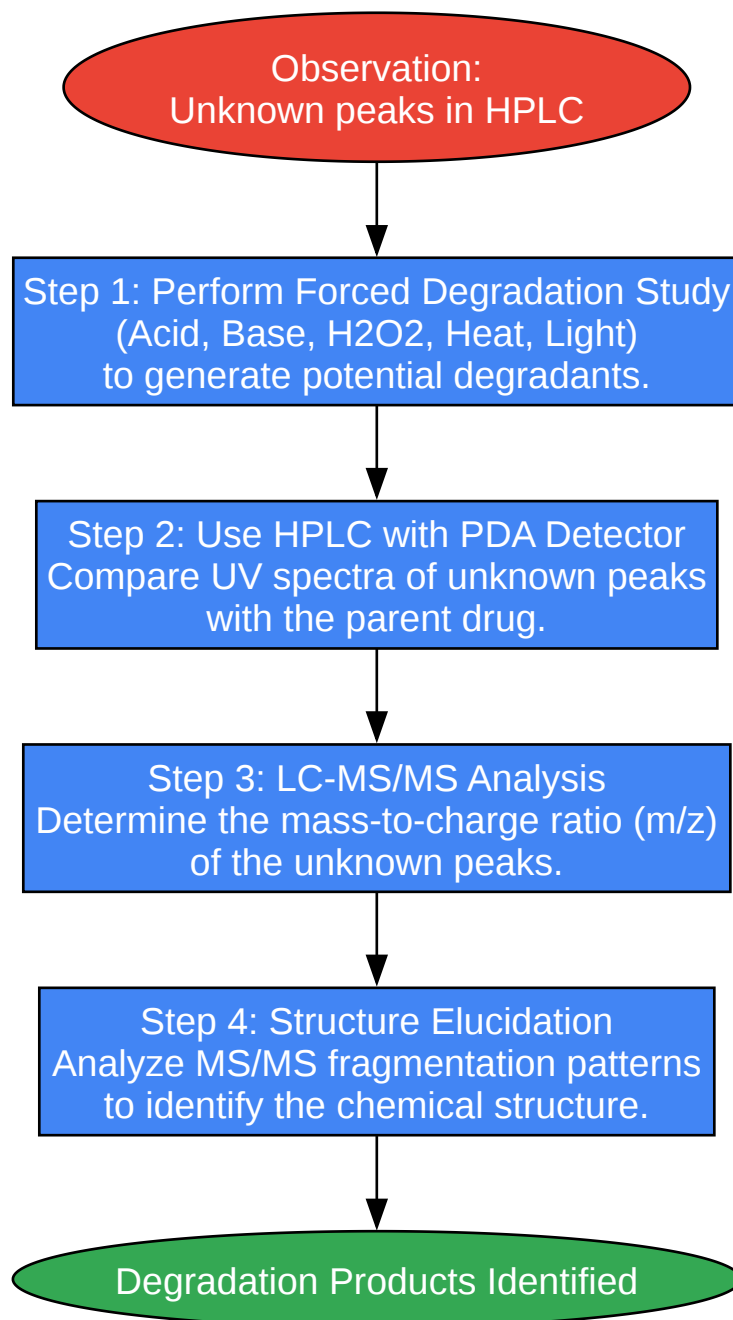 Observation:
Unknown peaks in HPLC
Step 1: Perform Forced Degradation Study
(Acid, Base, H2O2, Heat, Light)
to generate potential degradants.
Step 2: Use HPLC with PDA Detector
Compare UV spectra of unknown peaks
with the parent drug.
Step 3: LC-MS/MS Analysis
Determine the mass-to-charge ratio (m/z)
of the unknown peaks.
Step 4: Structure Elucidation
Analyze MS/MS fragmentation patterns
to identify the chemical structure.
Degradation Products Identified